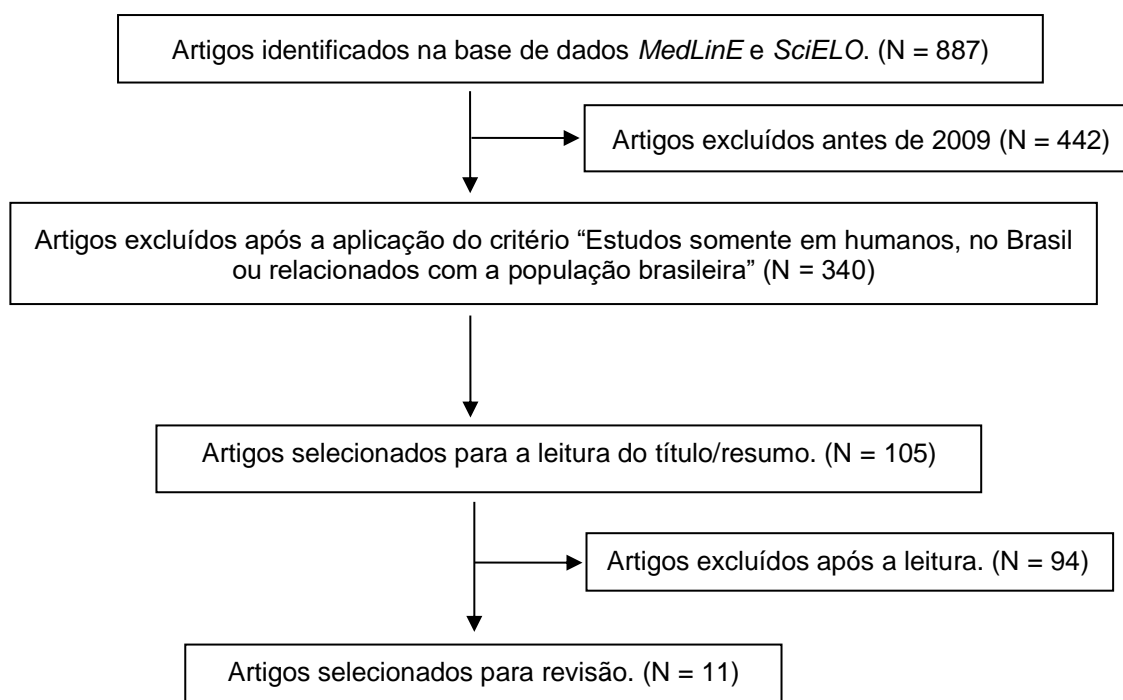 Artigos identificados na base de dados MedLinE e SciELO. (N = 887)
Artigos excluídos antes de 2009 (N = 442)
Artigos excluídos após a aplicação do critério “Estudos somente em humanos, no Brasil
ou relacionados com a população brasileira” (N = 340)
Artigos selecionados para a leitura do título/resumo. (N = 105)
Artigos excluídos após a leitura. (N = 94)
Artigos selecionados para revisão. (N = 11)